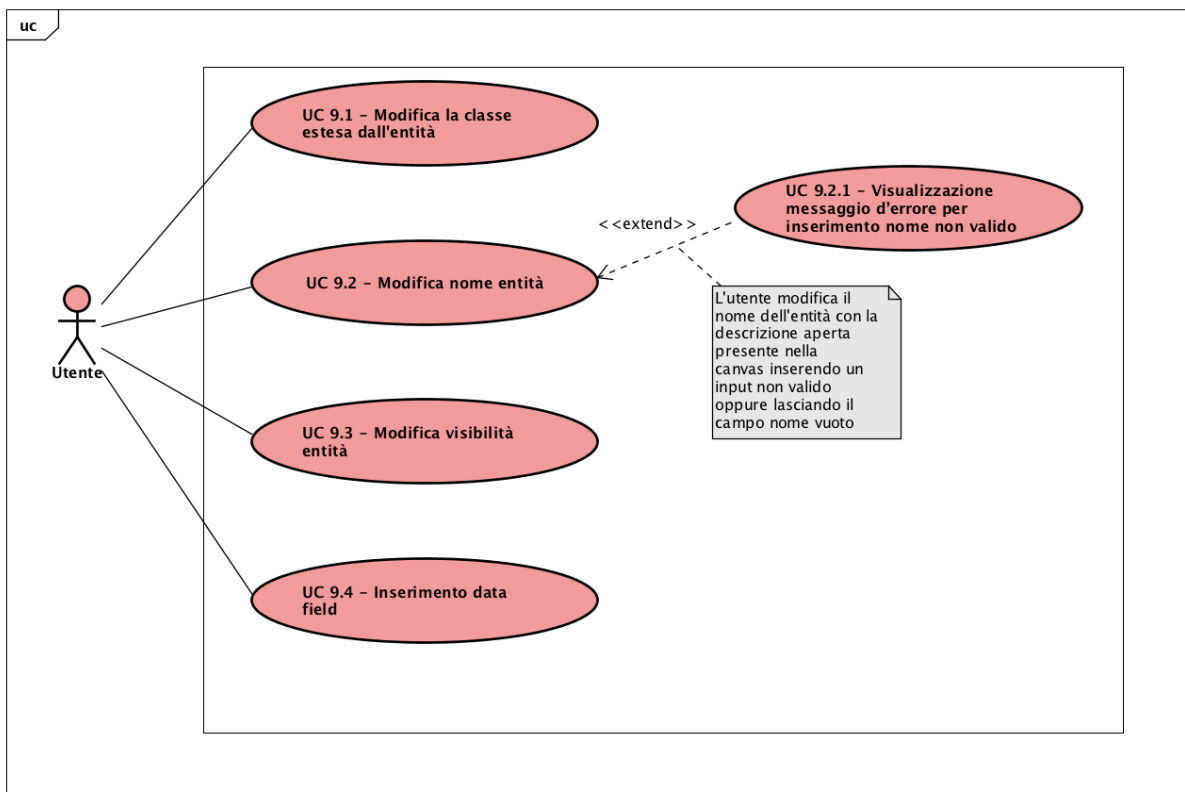 uc
UC 9.1 – Modifica la classe
estesa dall'entità
UC 9.2.1 – Visualizzazione
messaggio d'errore per
inserimento nome non valido
<<extend>>
UC 9.2 – Modifica nome entità
L'utente modifica il
nome dell'entità con la
descrizione aperta
presente nella
canvas inserendo un
input non valido
oppure lasciando il
campo nome vuoto
Utente
UC 9.3 – Modifica visibilità
entità
UC 9.4 – Inserimento data
field